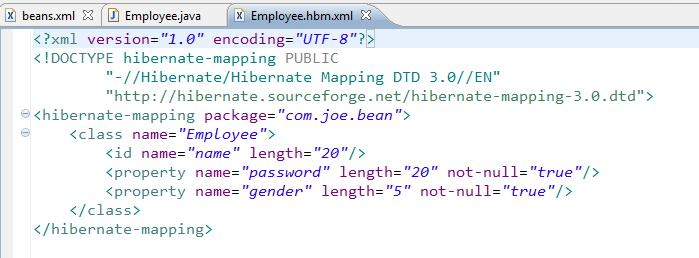 beans.xml Employee.java Employee.hbm.xml
<?xml version="1.0" encoding="UTF-8"?>
<!DOCTYPE hibernate-mapping PUBLIC
"-//Hibernate/Hibernate Mapping DTD 3.0//EN"
"http://hibernate.sourceforge.net/hibernate-mapping-3.0.dtd">
<hibernate-mapping package="com.joe.bean">
<class name="Employee">
<id name="name" length="20"/>
<property name="password" length="20" not-null="true"/>
<property name="gender" length="5" not-null="true"/>
</class>
</hibernate-mapping>